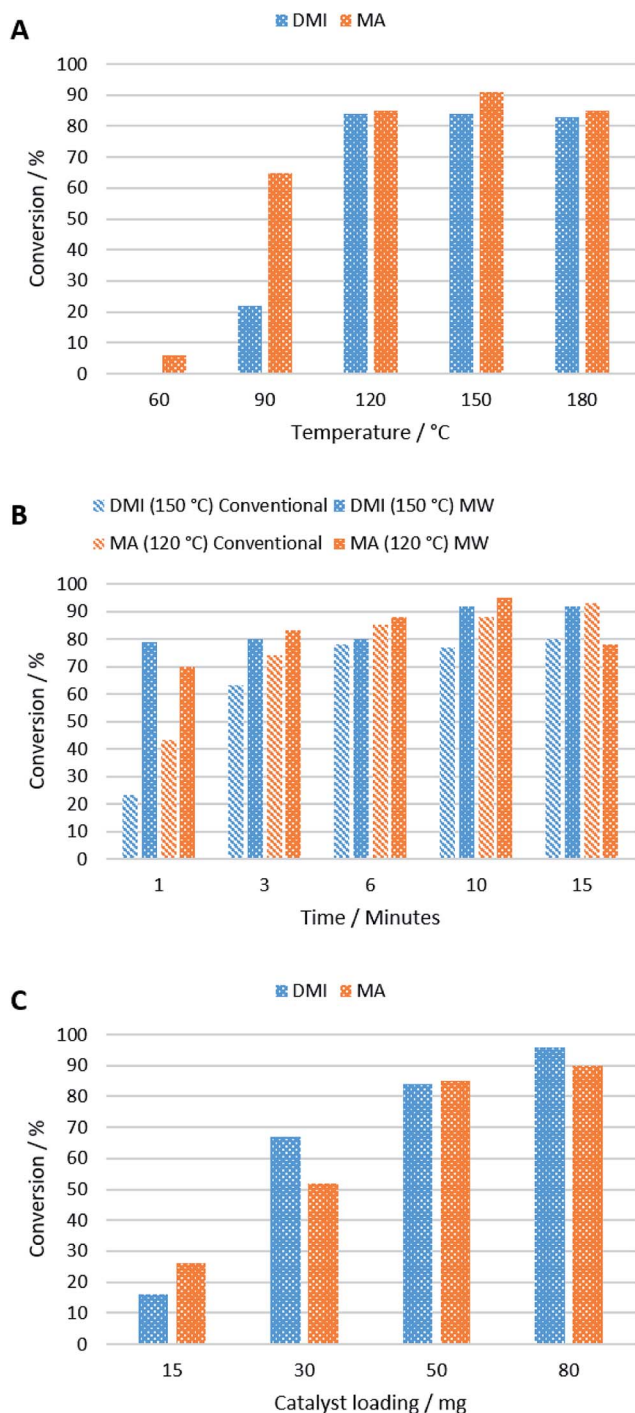 A
DMI MA
100
90
80
70
60
50
40
30
20
10
0
Conversion / %
60 90 120 150 180
Temperature / °C
B
DMI (150 °C) Conventional DMI (150 °C) MW
MA (120 °C) Conventional MA (120 °C) MW
100
90
80
70
60
50
40
30
20
10
0
Conversion / %
1 3 6 10 15
Time / Minutes
C
DMI MA
100
90
80
70
60
50
40
30
20
10
0
Conversion / %
15 30 50 80
Catalyst loading / mg